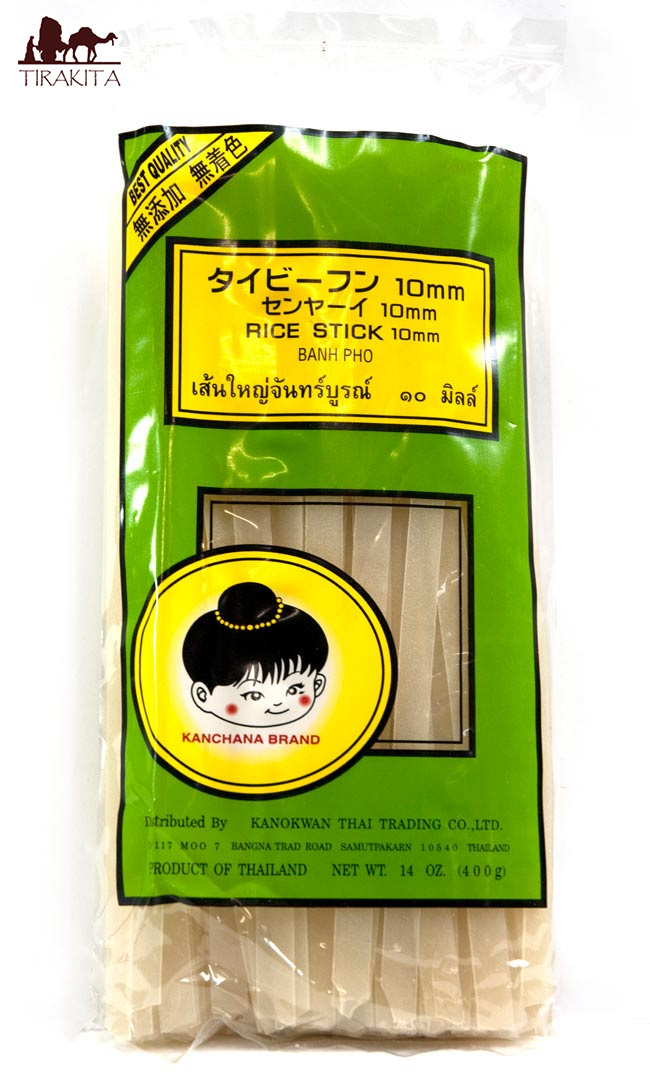 TIRAKITA
BEST QUALITY
無添加 無着色
タイビーフン 10mm
センヤーイ 10mm
RICE STICK 10mm
BANH PHO
เส้นใหญ่จันทร์บูรณ์ ๑๐ มิลล์
KANCHANA BRAND
Distributed By KANOKWAN THAI TRADING CO.,LTD.
117 MOO 7 BANGNA TRAD ROAD SAMUTPAKARN 10540 THAILAND
PRODUCT OF THAILAND NET WT. 14 OZ. (400g)